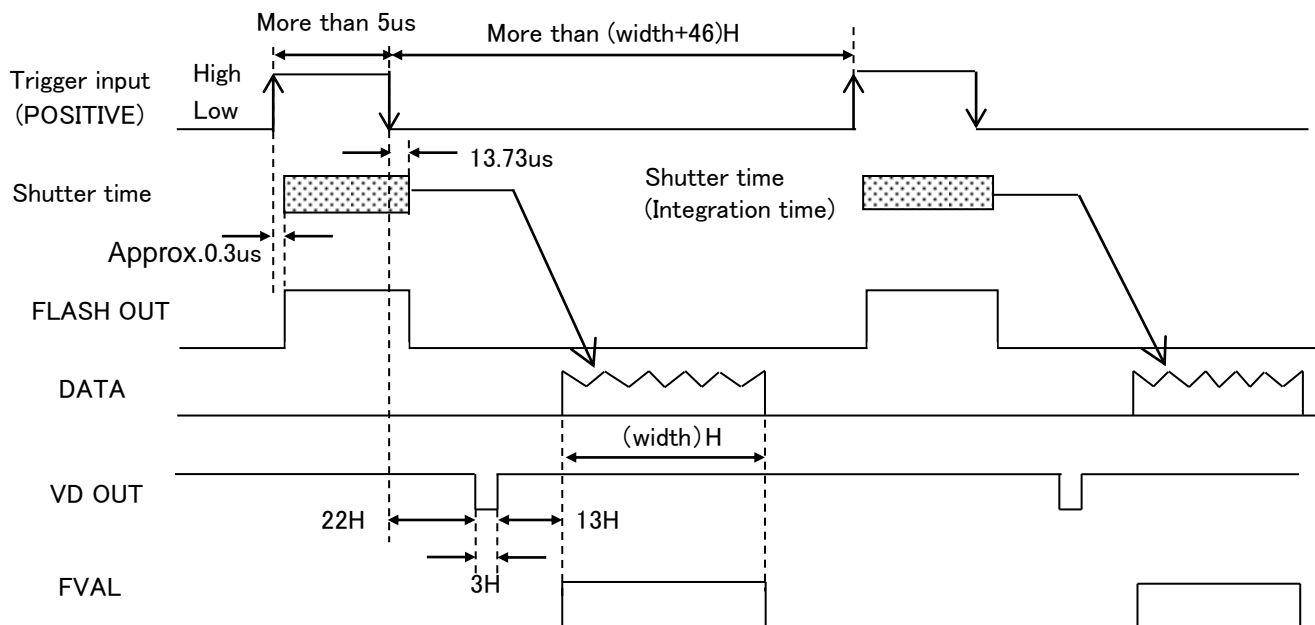 More than 5us
More than (width+46)H
Trigger input
(POSITIVE)
High
Low
13.73us
Shutter time
Shutter time
(Integration time)
Approx.0.3us
FLASH OUT
DATA
(width)H
VD OUT
22H
13H
3H
FVAL